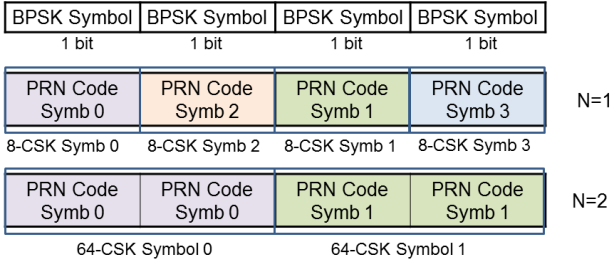 BPSK Symbol BPSK Symbol BPSK Symbol BPSK Symbol
1 bit 1 bit 1 bit 1 bit
PRN Code PRN Code PRN Code PRN Code
Symb 0 Symb 2 Symb 1 Symb 3
N=1
8-CSK Symb 0 8-CSK Symb 2 8-CSK Symb 1 8-CSK Symb 3
PRN Code PRN Code PRN Code PRN Code
Symb 0 Symb 0 Symb 1 Symb 1
N=2
64-CSK Symbol 0 64-CSK Symbol 1